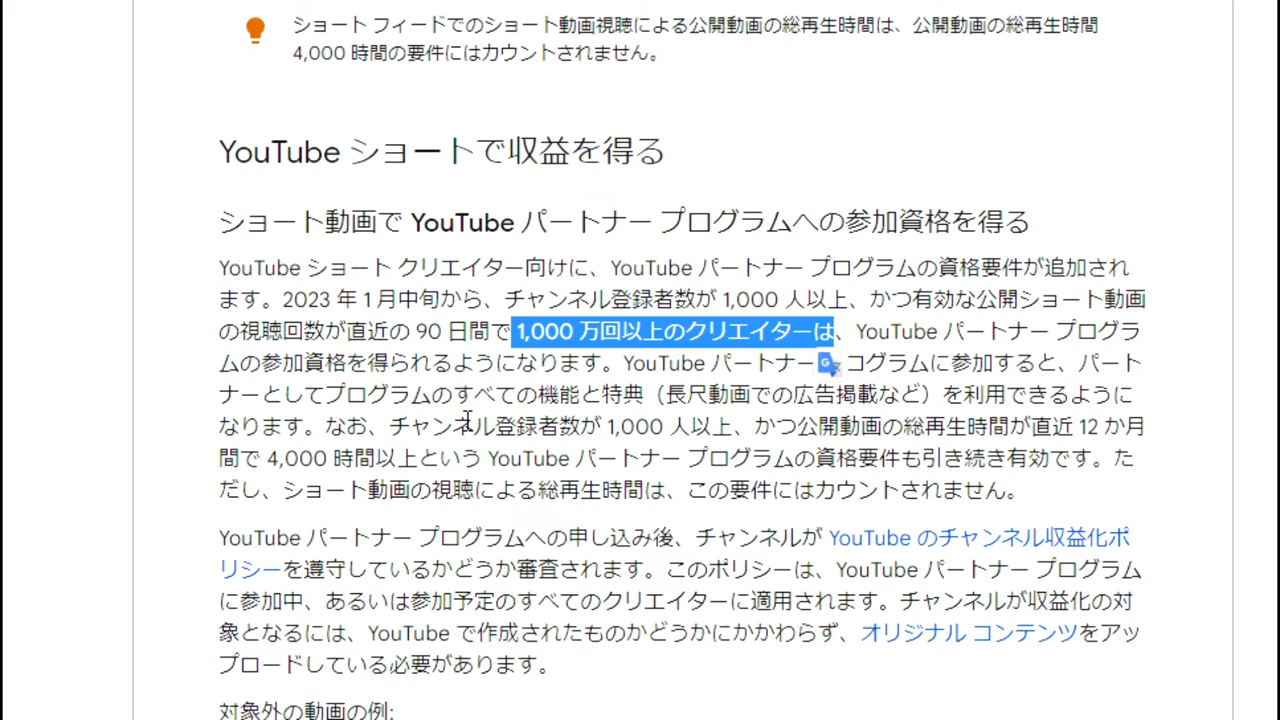 ショート フィードでのショート動画視聴による公開動画の総再生時間は、公開動画の総再生時間
4,000 時間の要件にはカウントされません。
YouTube ショートで収益を得る
ショート動画で YouTube パートナー プログラムへの参加資格を得る
YouTube ショート クリエイター向けに、YouTube パートナー プログラムの資格要件が追加され
ます。2023 年 1 月中旬から、チャンネル登録者数が 1,000 人以上、かつ有効な公開ショート動画
の視聴回数が直近の 90 日間で 1,000 万回以上のクリエイターは、YouTube パートナー プログラ
ムの参加資格を得られるようになります。YouTube パートナー コグラムに参加すると、パート
ナーとしてプログラムのすべての機能と特典（長尺動画での広告掲載など）を利用できるように
なります。なお、チャンネル登録者数が 1,000 人以上、かつ公開動画の総再生時間が直近 12 か月
間で 4,000 時間以上という YouTube パートナー プログラムの資格要件も引き続き有効です。た
だし、ショート動画の視聴による総再生時間は、この要件にはカウントされません。
YouTube パートナー プログラムへの申し込み後、チャンネルが YouTube のチャンネル収益化ポ
リシーを遵守しているかどうか審査されます。このポリシーは、YouTube パートナー プログラム
に参加中、あるいは参加予定のすべてのクリエイターに適用されます。チャンネルが収益化の対
象となるには、YouTube で作成されたものかどうかにかかわらず、オリジナル コンテンツをアッ
プロードしている必要があります。
対象外の動画の例: